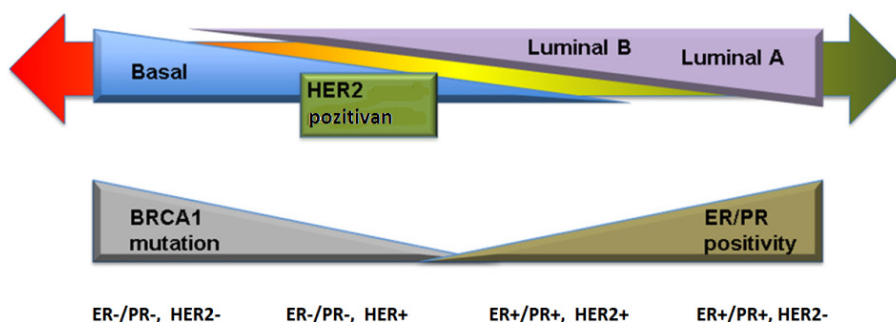 Luminal B
Luminal A
Basal
HER2
pozitivan
BRCA1
mutation
ER/PR
positivity
ER-/PR-, HER2-
ER-/PR-, HER+
ER+/PR+, HER2+
ER+/PR+, HER2-